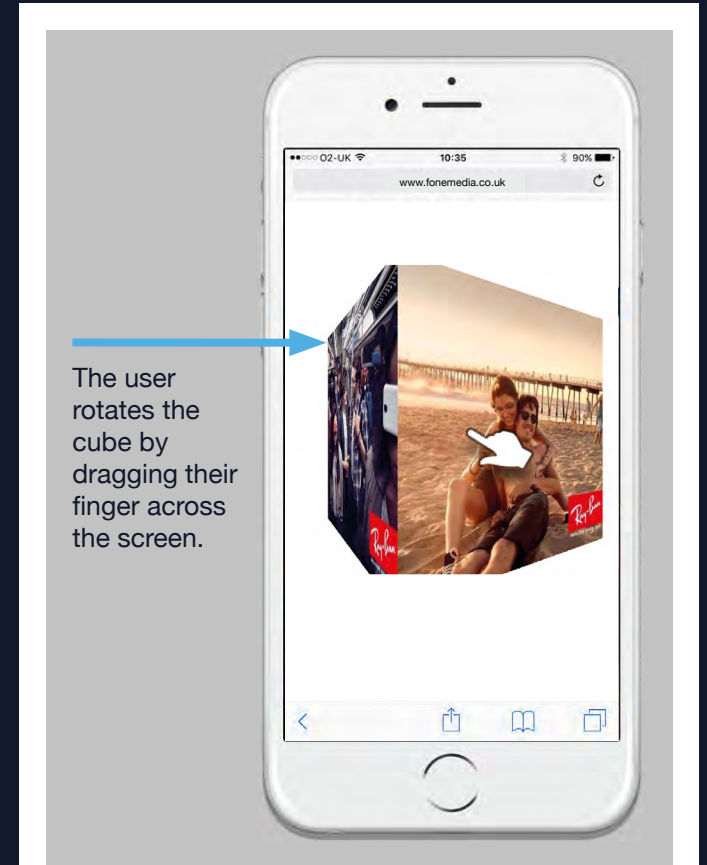 ●●○○○ O2-UK 10:35 90%
www.fonemedia.co.uk
The user
rotates the
cube by
dragging their
finger across
the screen.
Ray-Ban
Ray-Ban